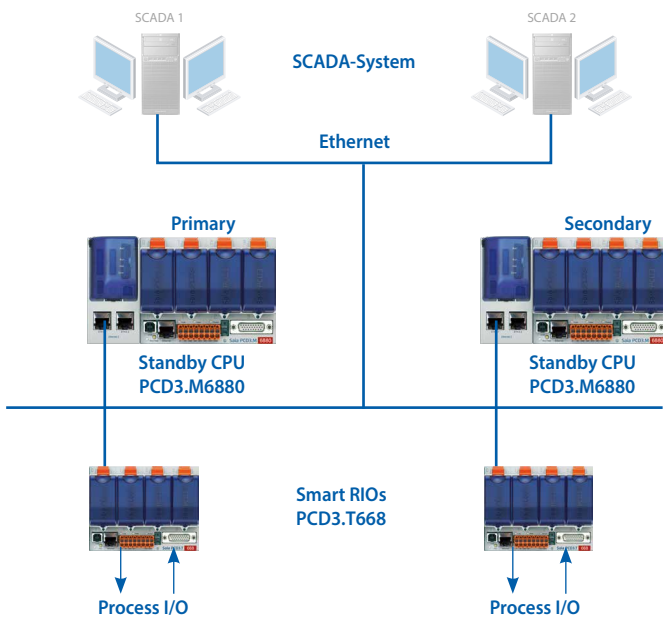 SCADA 1
SCADA 2
SCADA-System
Ethernet
Primary
Secondary
Standby CPU
PCD3.M6880
Standby CPU
PCD3.M6880
Smart RIOs
PCD3.T668
Process I/O
Process I/O